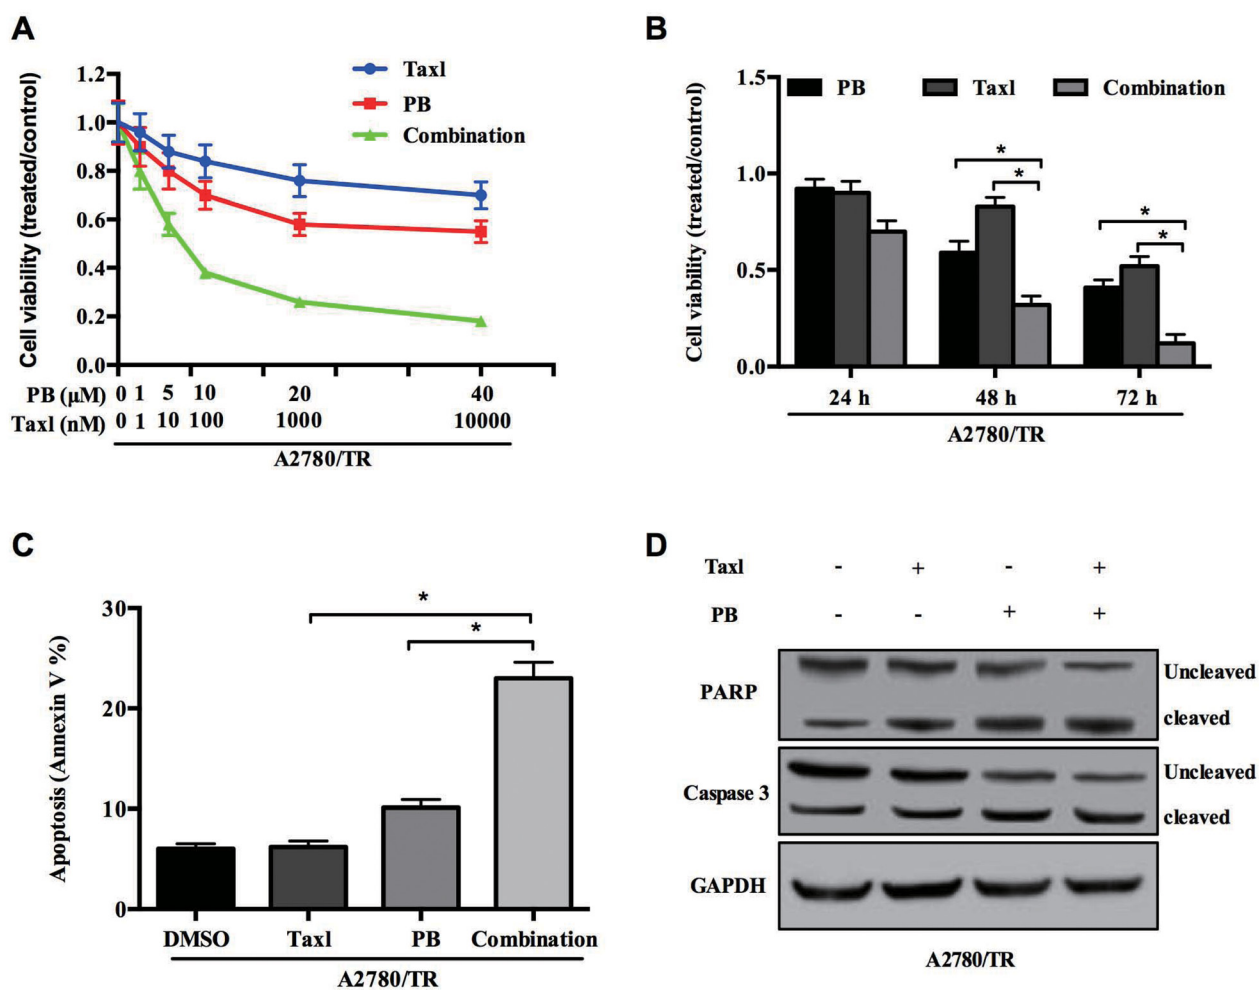 A
Cell viability (treated/control)
1.2
1.0
0.8
0.6
0.4
0.2
0.0
Taxl
PB
Combination
PB (μM) 0 1 5 10 20 40
Taxl (nM) 0 1 10 100 1000 10000
A2780/TR
B
Cell viability (treated/control)
1.5
1.0
0.5
0.0
PB Taxl Combination
*
*
*
*
24 h 48 h 72 h
A2780/TR
C
Apoptosis (Annexin V %)
30
20
10
0
*
*
DMSO Taxl PB Combination
A2780/TR
D
Taxl - + - +
PB - - + +
PARP
Uncleaved
cleaved
Caspase 3
Uncleaved
cleaved
GAPDH
A2780/TR